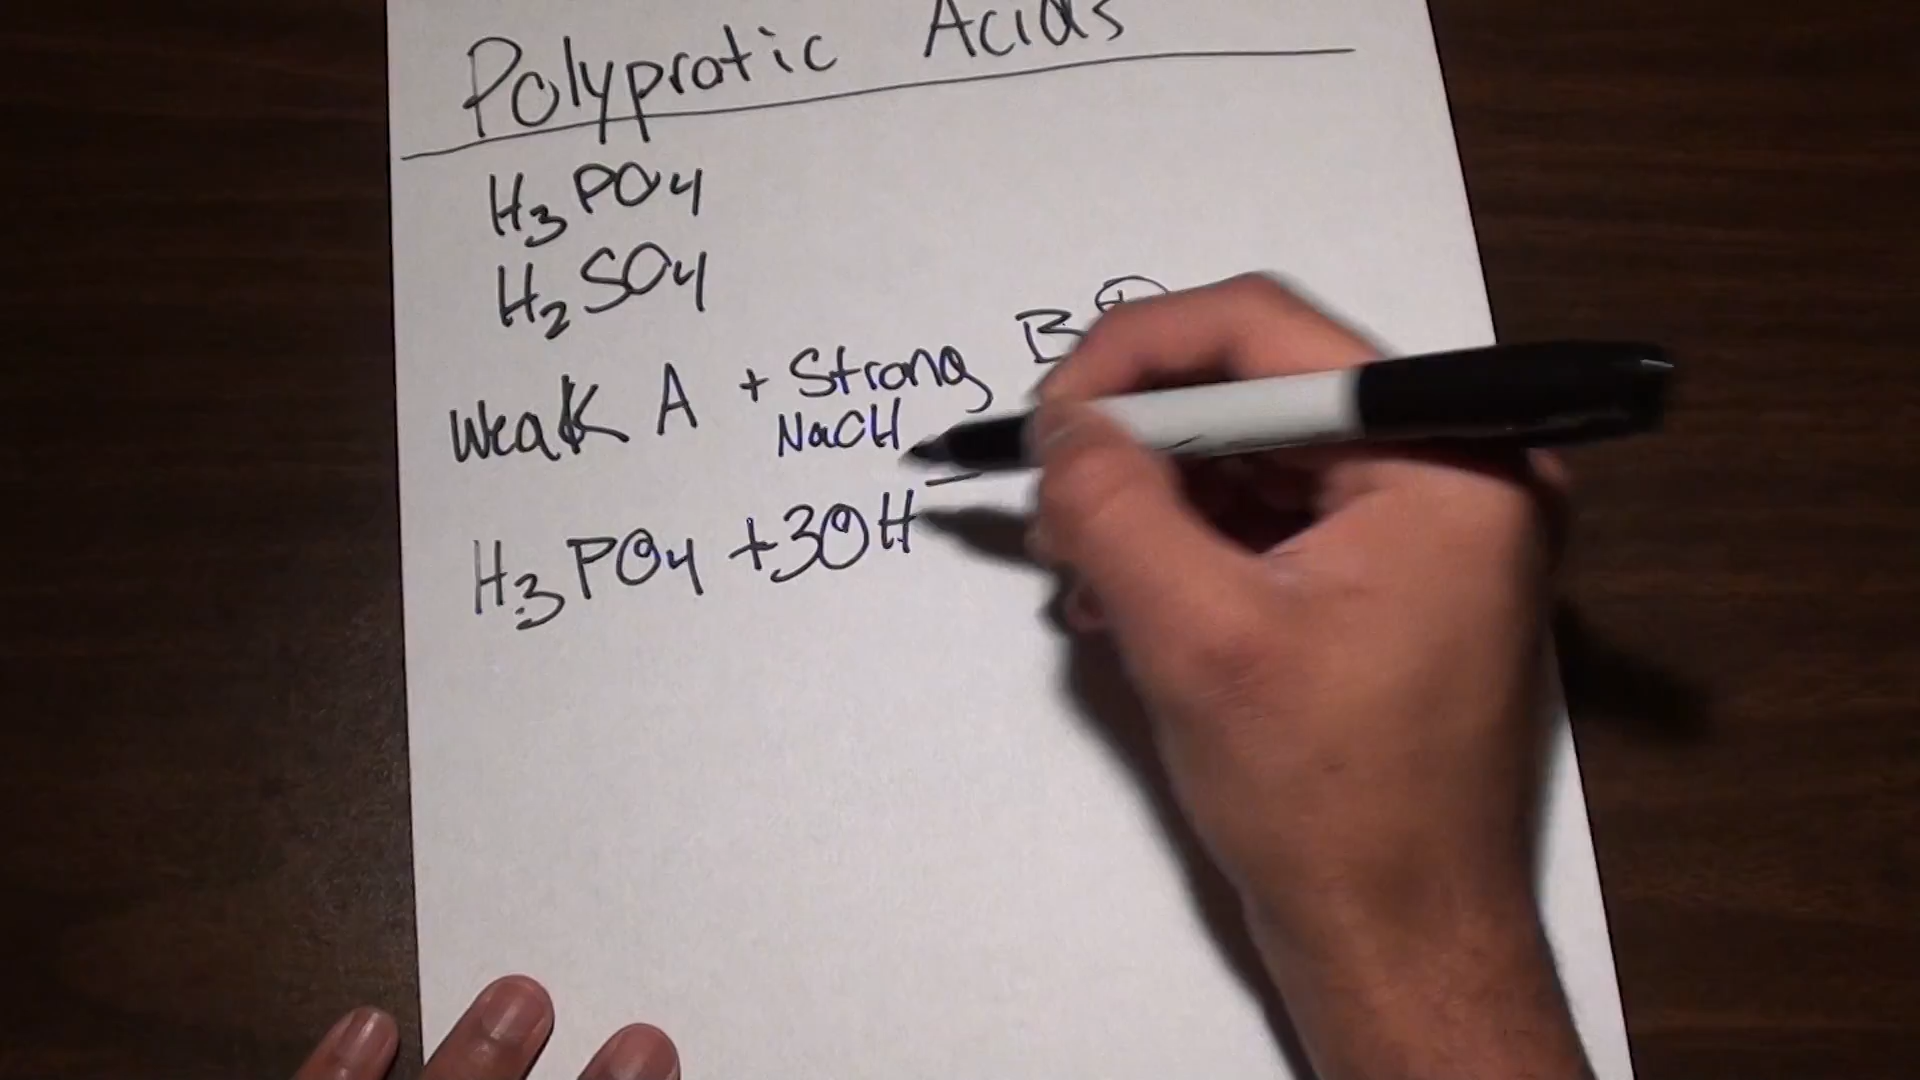 Polyprotic Acids
H₃PO₄
H₂SO₄
Weak A + Strong B⁺
NaOH
H₃PO₄ + 3OH⁻